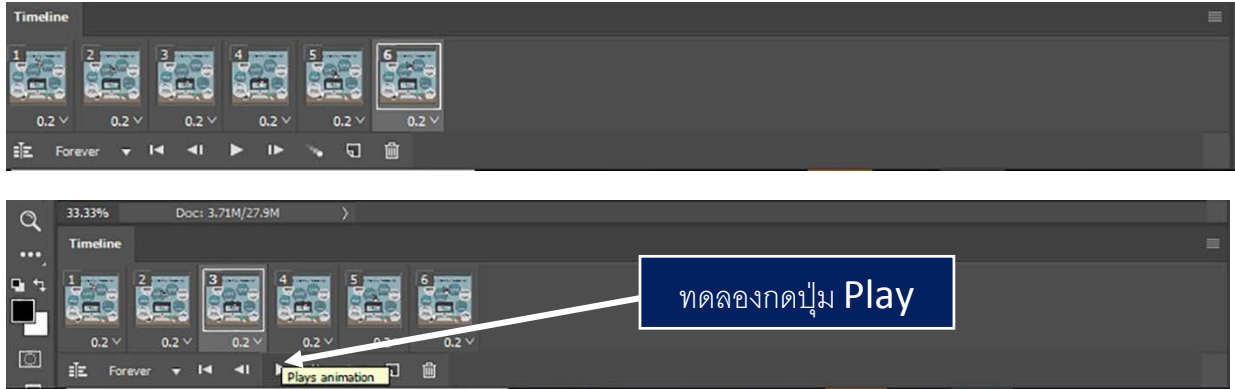 Timeline
1 2 3 4 5 6
0.2 0.2 0.2 0.2 0.2 0.2
Forever
33.33% Doc: 3.71M/27.9M
Timeline
1 2 3 4 5 6
ทดลองกดปุ่ม Play
0.2 0.2 0.2 0.2 0.2
Forever
Plays animation